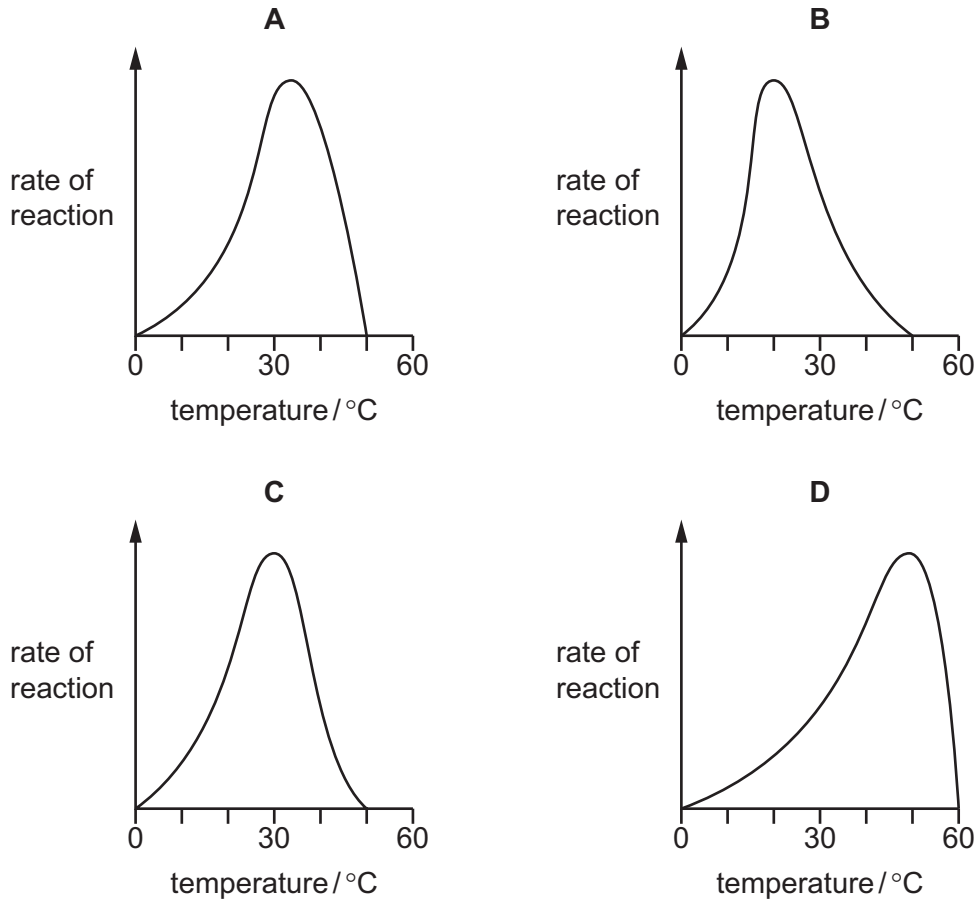 A
rate of
reaction
0 30 60
temperature / °C
B
rate of
reaction
0 30 60
temperature / °C
C
rate of
reaction
0 30 60
temperature / °C
D
rate of
reaction
0 30 60
temperature / °C